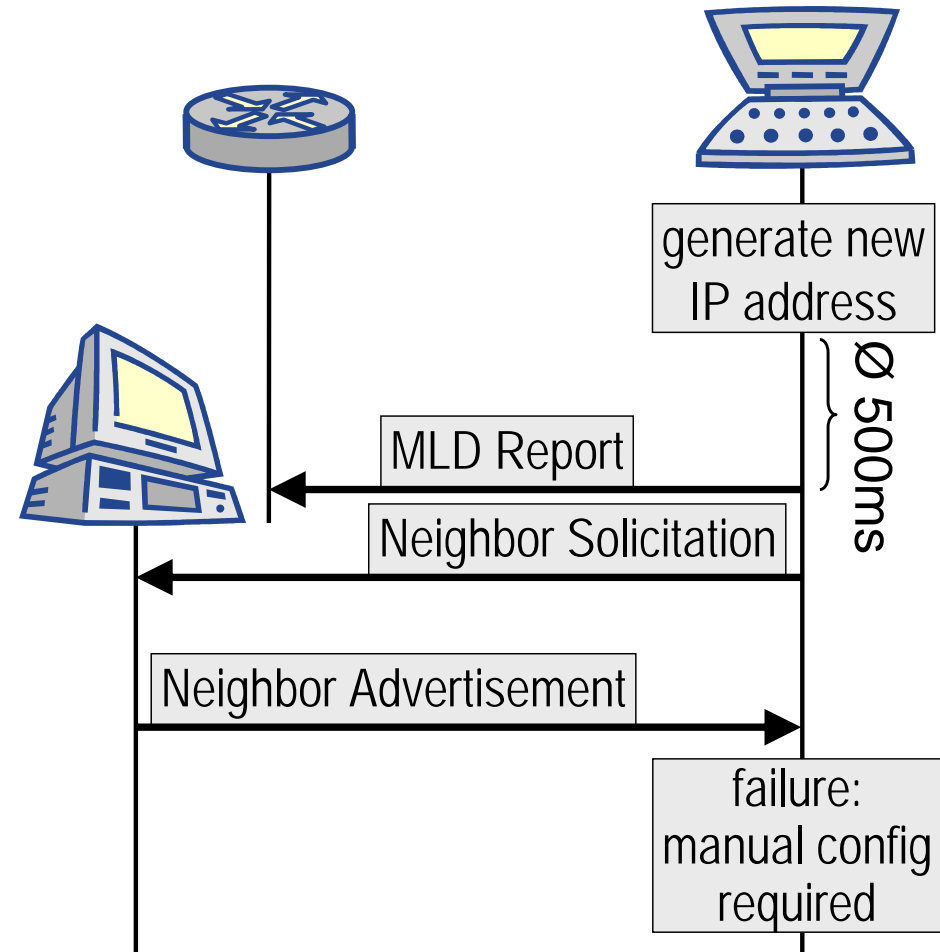 generate new
IP address
Ø 500ms
MLD Report
Neighbor Solicitation
Neighbor Advertisement
failure:
manual config
required